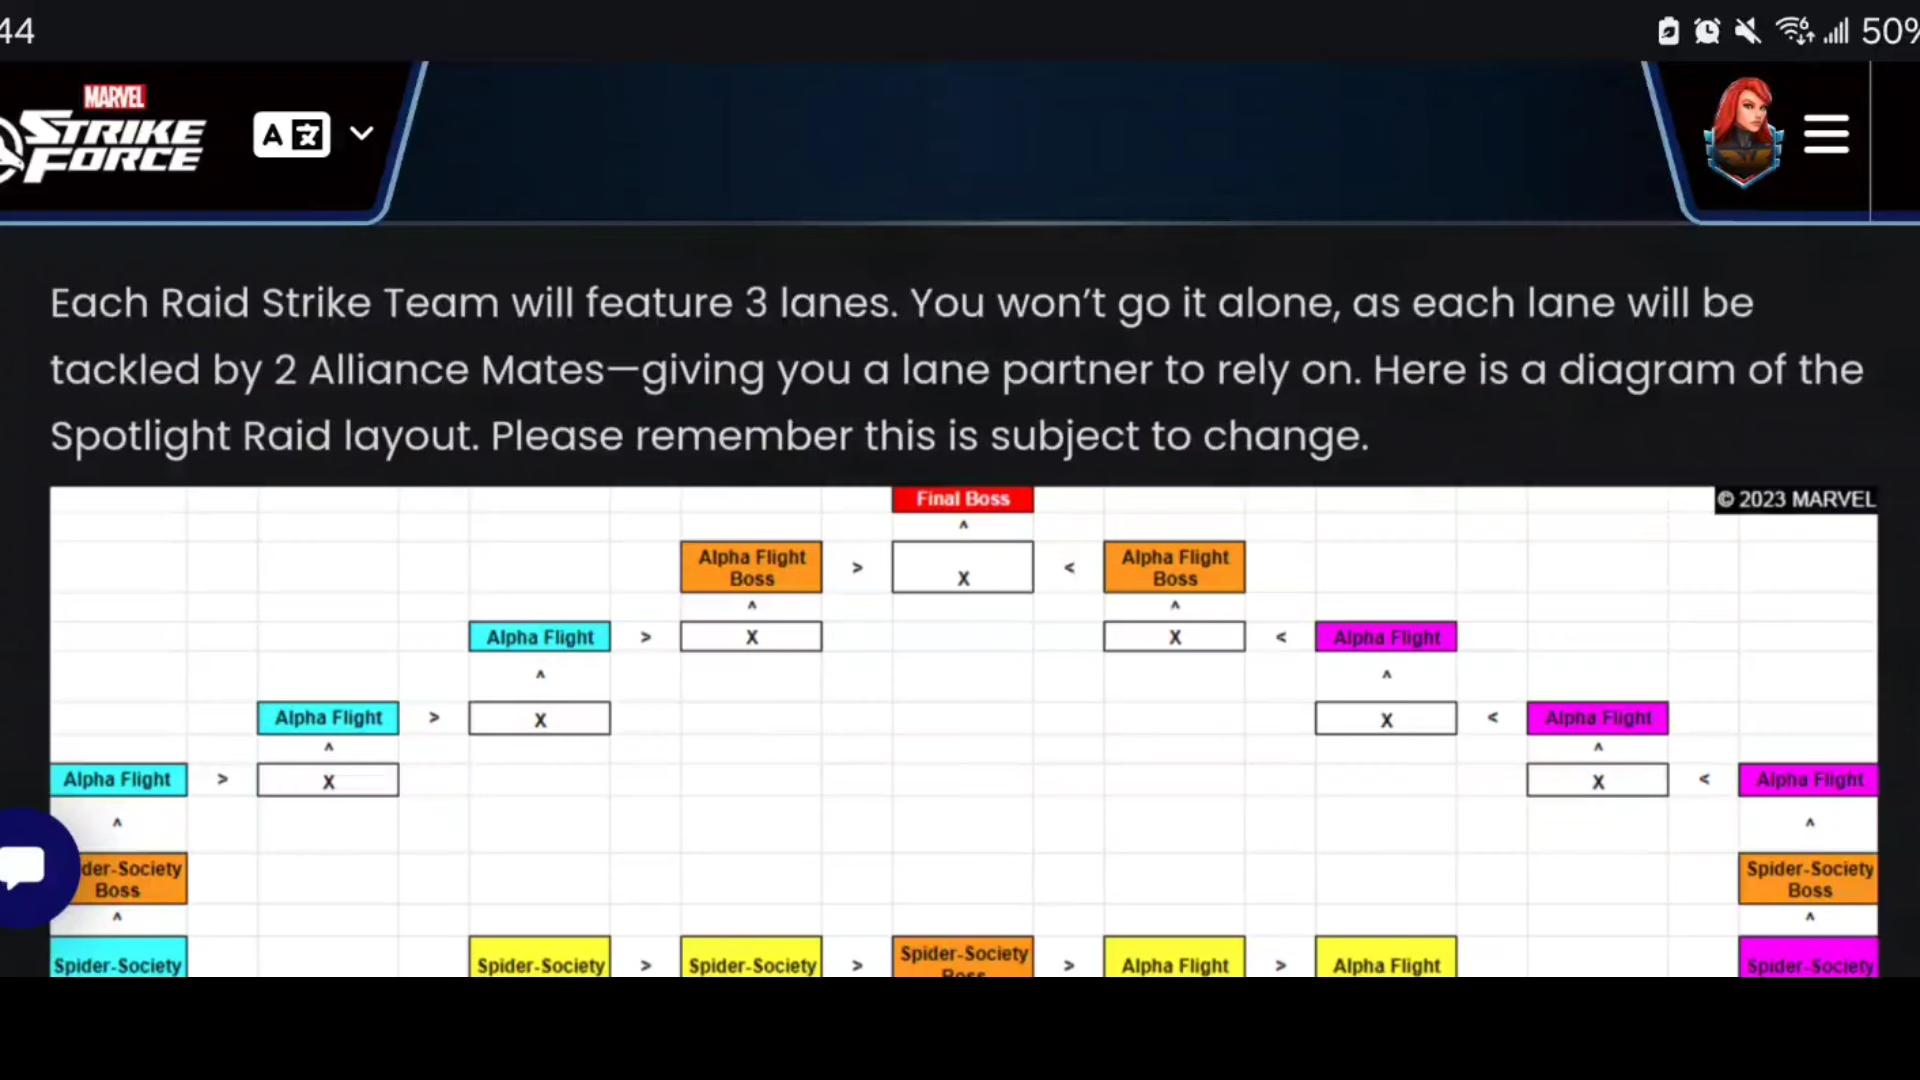 44
50%
MARVEL
STRIKE
FORCE
A
Each Raid Strike Team will feature 3 lanes. You won't go it alone, as each lane will be
tackled by 2 Alliance Mates—giving you a lane partner to rely on. Here is a diagram of the
Spotlight Raid layout. Please remember this is subject to change.
Final Boss
© 2023 MARVEL
^
Alpha Flight
Boss
>
X
<
Alpha Flight
Boss
^ ^
Alpha Flight > X X < Alpha Flight
^ ^
Alpha Flight > X X < Alpha Flight
^ ^
Alpha Flight > X X < Alpha Flight
^ ^
der-Society
Boss
Spider-Society
Boss
^ ^
Spider-Society Spider-Society > Spider-Society > Spider-Society
Boss
> Alpha Flight > Alpha Flight Spider-Society